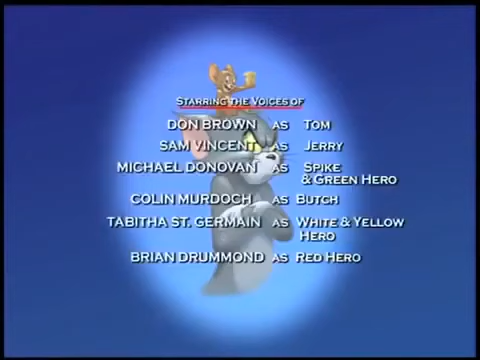 STARRING THE VOICES OF
DON BROWN AS TOM
SAM VINCENT AS JERRY
MICHAEL DONOVAN AS SPIKE
& GREEN HERO
COLIN MURDOCH AS BUTCH
TABITHA ST. GERMAIN AS WHITE & YELLOW
HERO
BRIAN DRUMMOND AS RED HERO